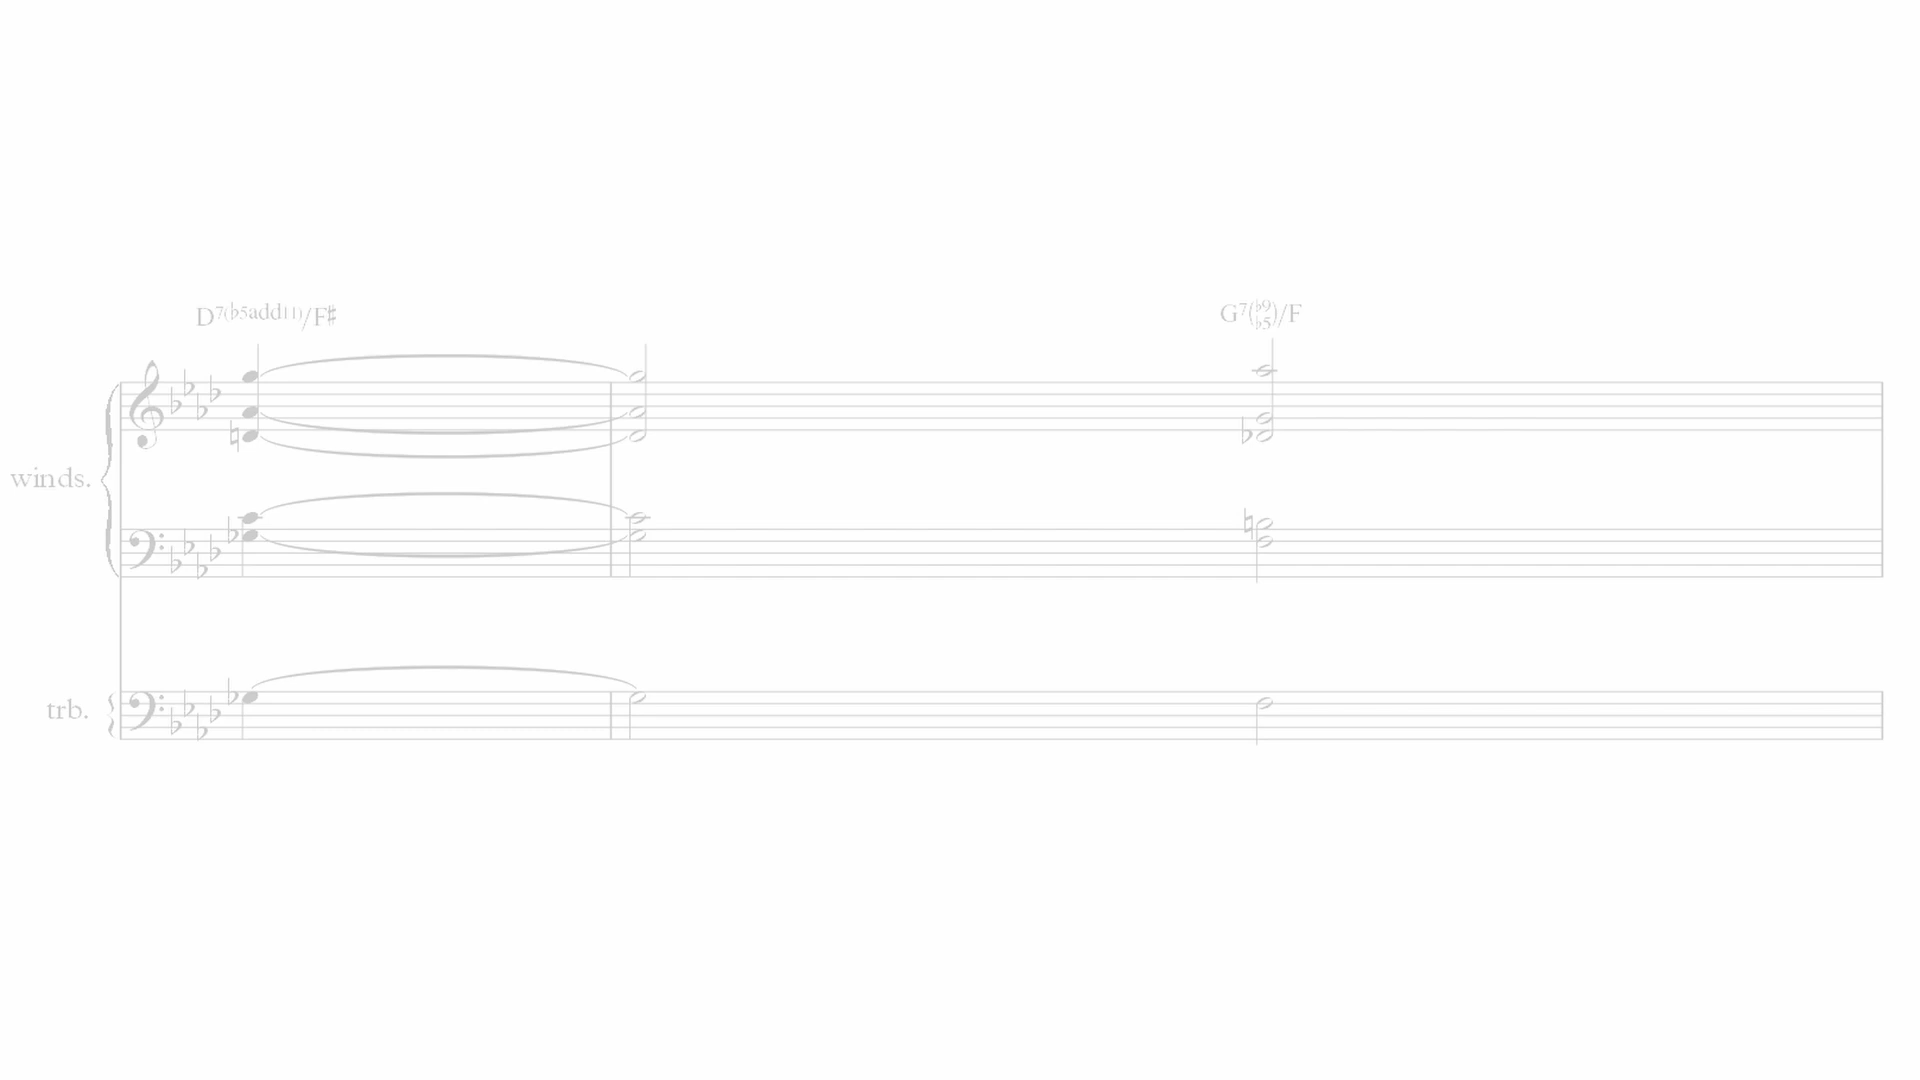 D7(♭5add11)/F♯
G7(♭9♭5)/F
winds.
trb.